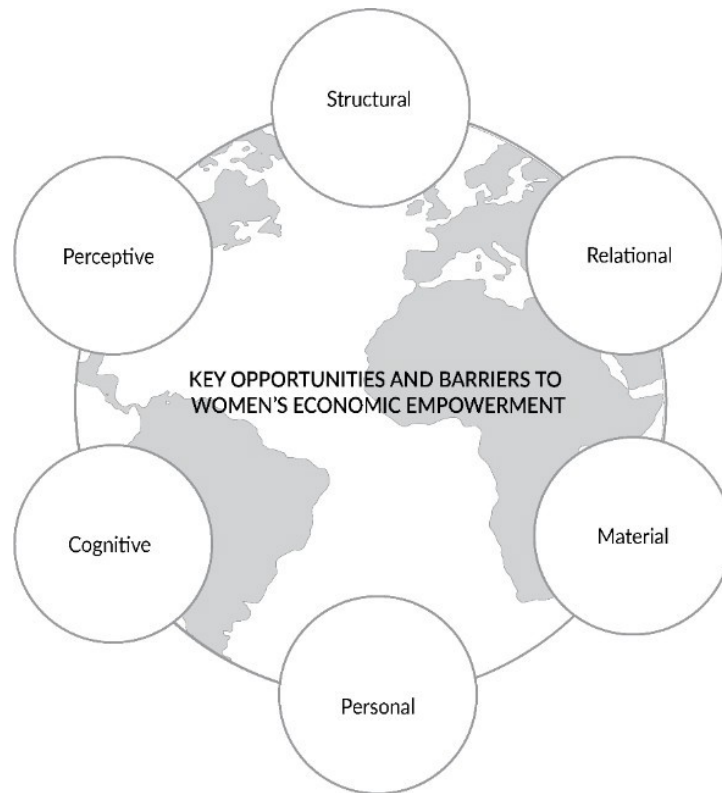 Structural
Perceptive
Relational
KEY OPPORTUNITIES AND BARRIERS TO
WOMEN'S ECONOMIC EMPOWERMENT
Cognitive
Material
Personal